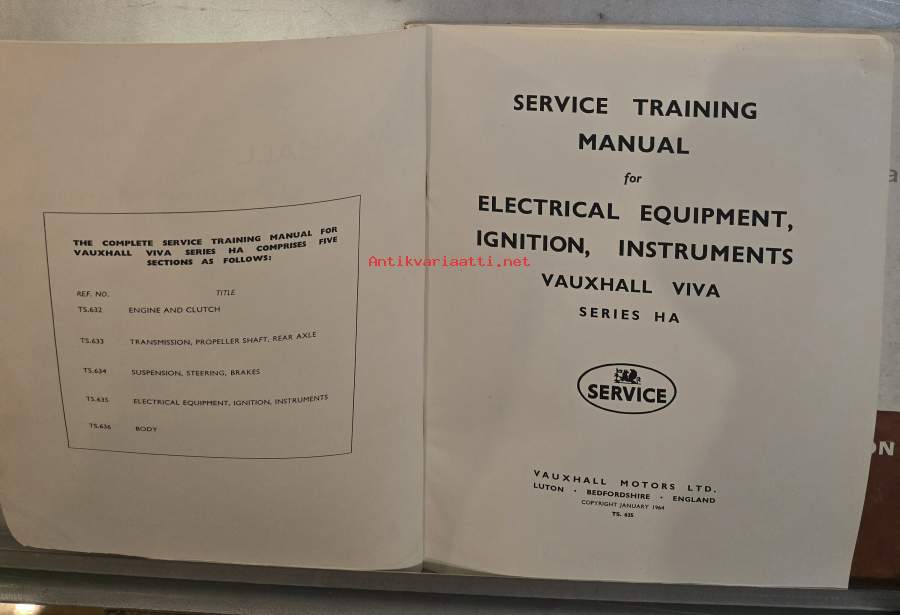 THE COMPLETE SERVICE TRAINING MANUAL FOR
VAUXHALL VIVA SERIES HA COMPRISES FIVE
SECTIONS AS FOLLOWS:
REF. NO. TITLE
TS.632 ENGINE AND CLUTCH
TS.633 TRANSMISSION, PROPELLER SHAFT, REAR AXLE
TS.634 SUSPENSION, STEERING, BRAKES
TS.635 ELECTRICAL EQUIPMENT, IGNITION, INSTRUMENTS
TS.636 BODY
Antikvariaatti.net
SERVICE TRAINING
MANUAL
for
ELECTRICAL EQUIPMENT,
IGNITION, INSTRUMENTS
VAUXHALL VIVA
SERIES HA
SERVICE
VAUXHALL MOTORS LTD.
LUTON · BEDFORDSHIRE · ENGLAND
COPYRIGHT JANUARY 1964
TS. 635